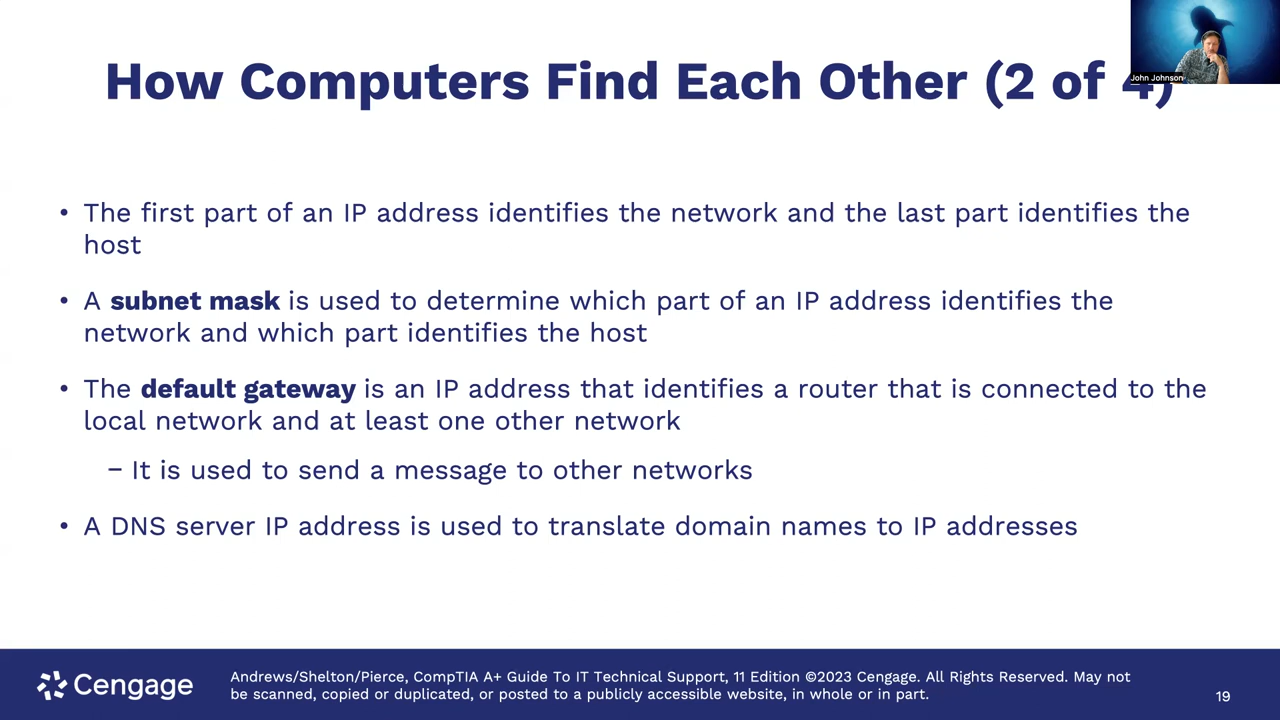 How Computers Find Each Other (2 of 4)
John Johnson
• The first part of an IP address identifies the network and the last part identifies the
host
• A subnet mask is used to determine which part of an IP address identifies the
network and which part identifies the host
• The default gateway is an IP address that identifies a router that is connected to the
local network and at least one other network
– It is used to send a message to other networks
• A DNS server IP address is used to translate domain names to IP addresses
Cengage
Andrews/Shelton/Pierce, CompTIA A+ Guide To IT Technical Support, 11 Edition ©2023 Cengage. All Rights Reserved. May not
be scanned, copied or duplicated, or posted to a publicly accessible website, in whole or in part.
19